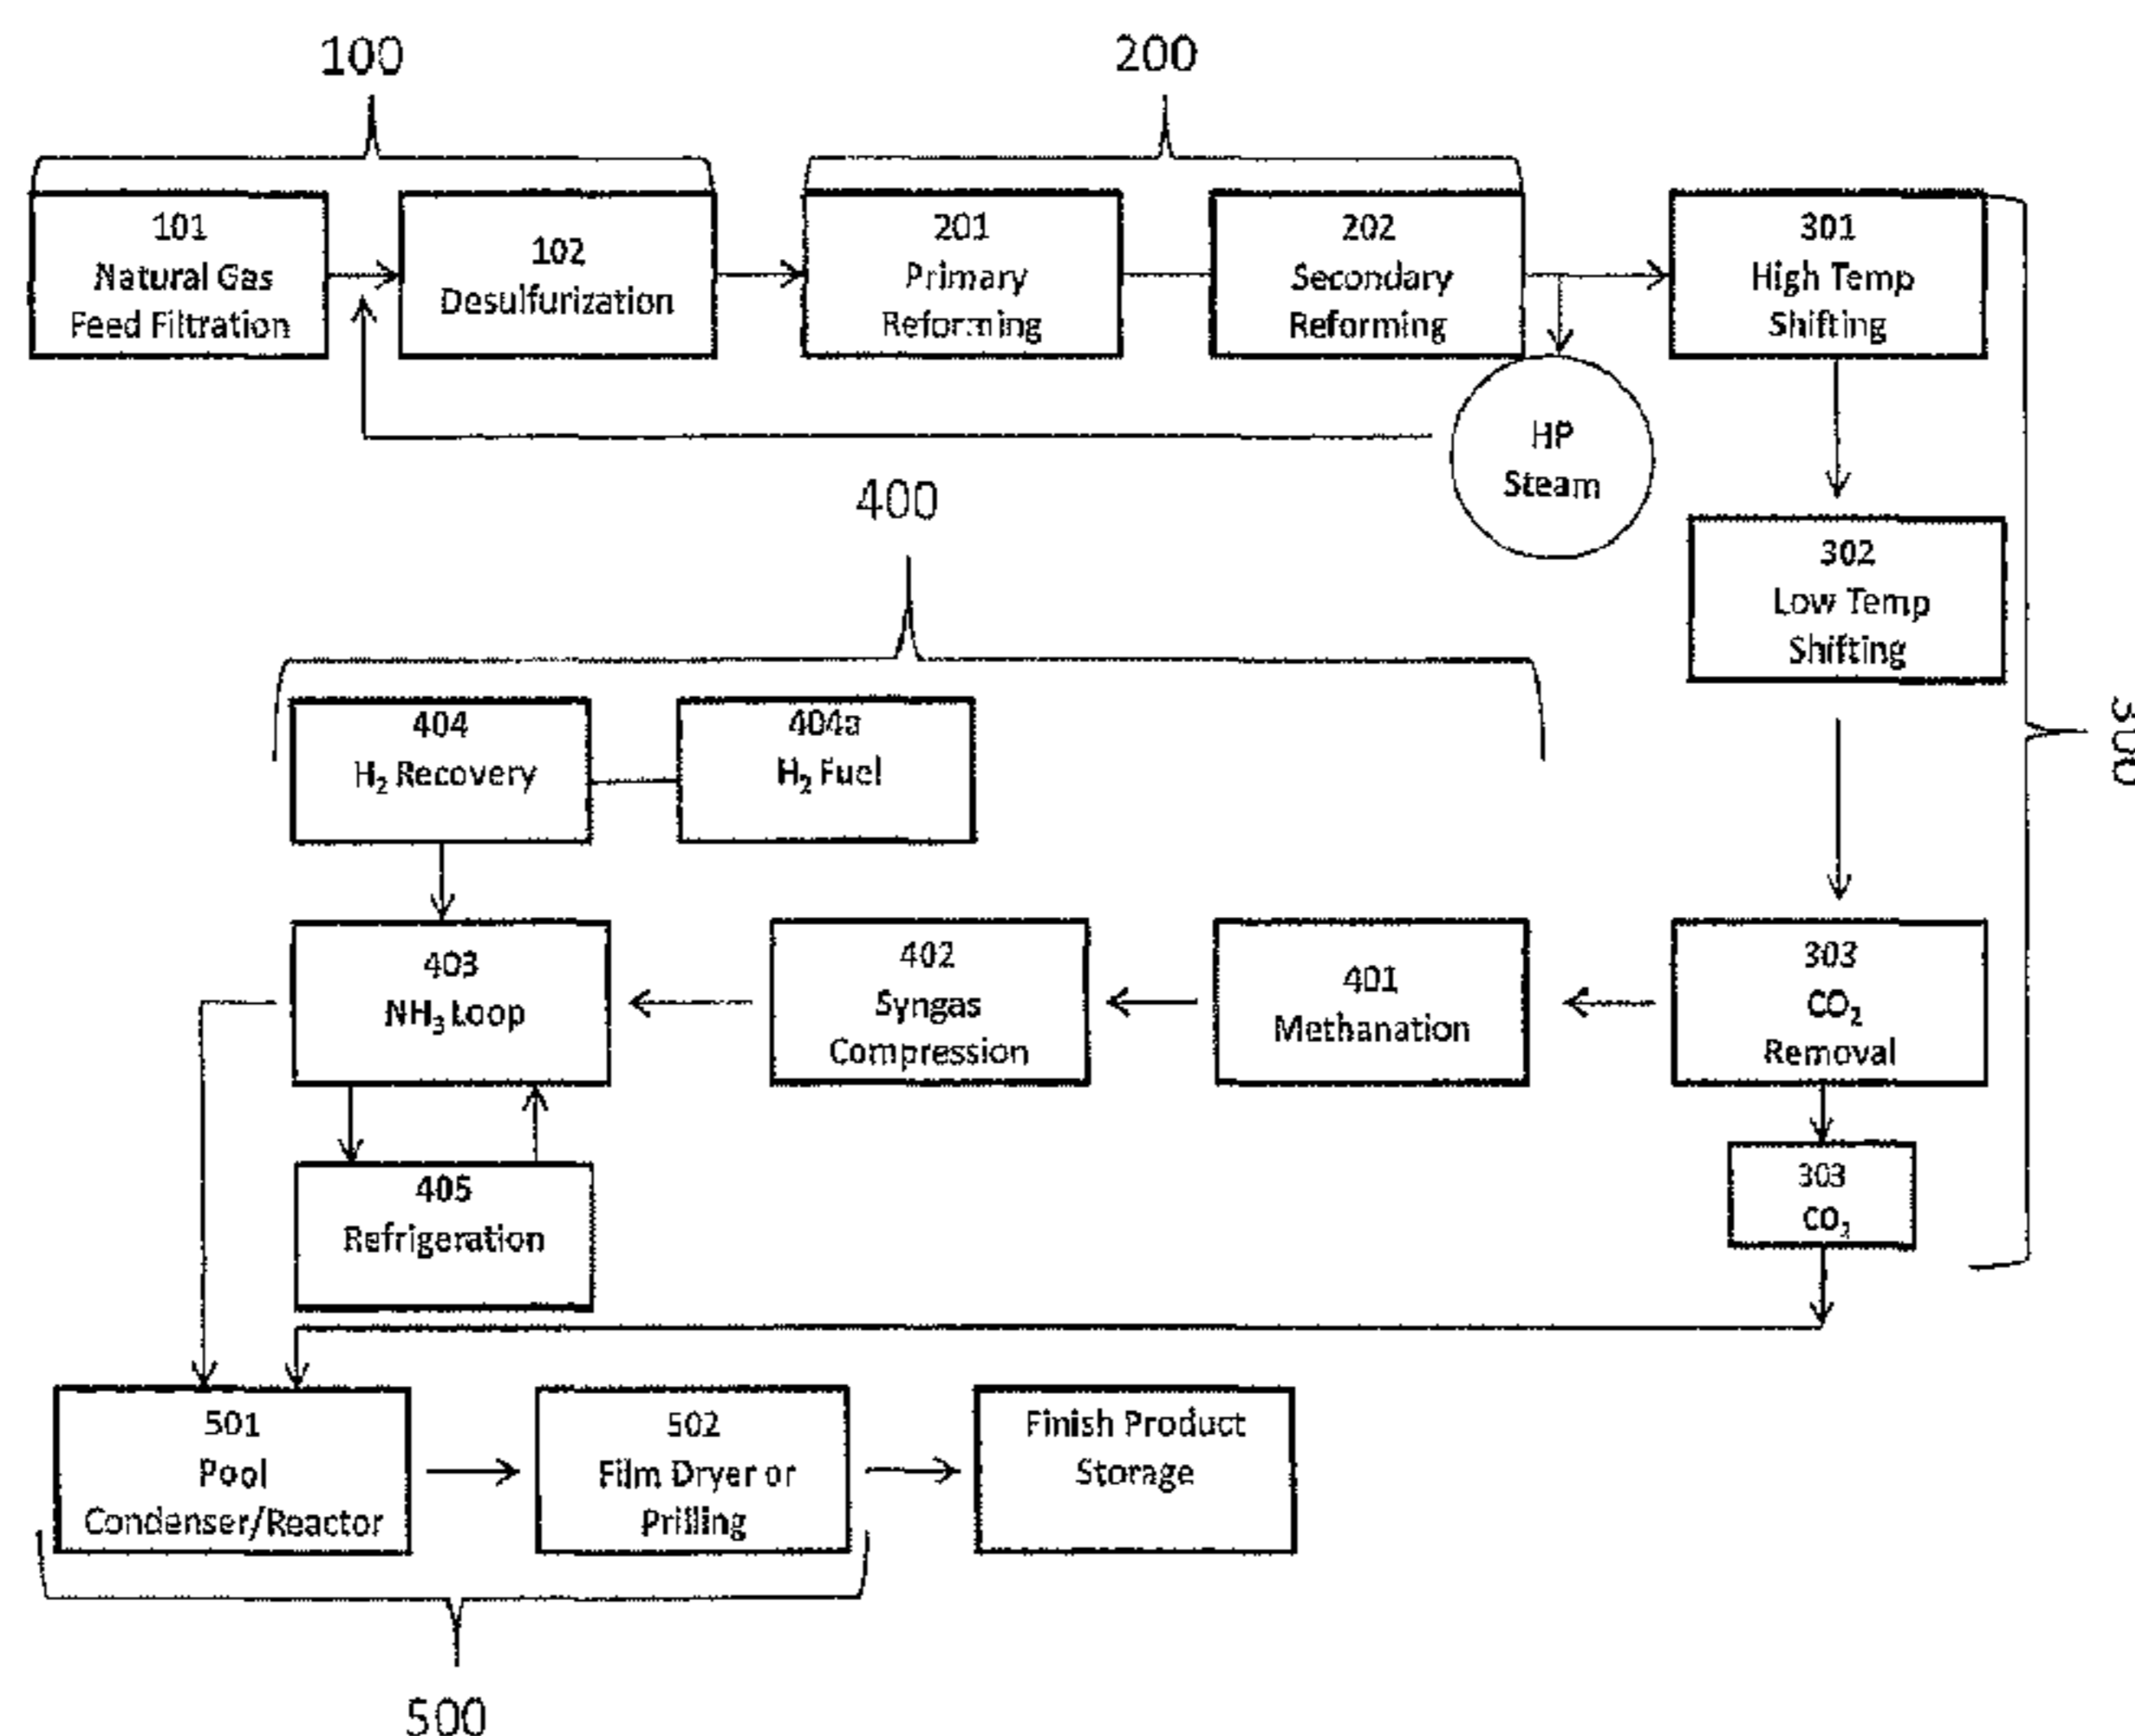 100
200
101
Natural Gas
Feed Filtration
102
Desulfurization
201
Primary
Reforming
202
Secondary
Reforming
301
High Temp
Shifting
HP
Steam
302
Low Temp
Shifting
300
400
404
H₂ Recovery
404a
H₂ Fuel
403
NH₃ Loop
402
Syngas
Compression
401
Methanation
303
CO₂
Removal
405
Refrigeration
303
CO₂
501
Pool
Condenser/Reactor
502
Film Dryer or
Prilling
Finish Product
Storage
500